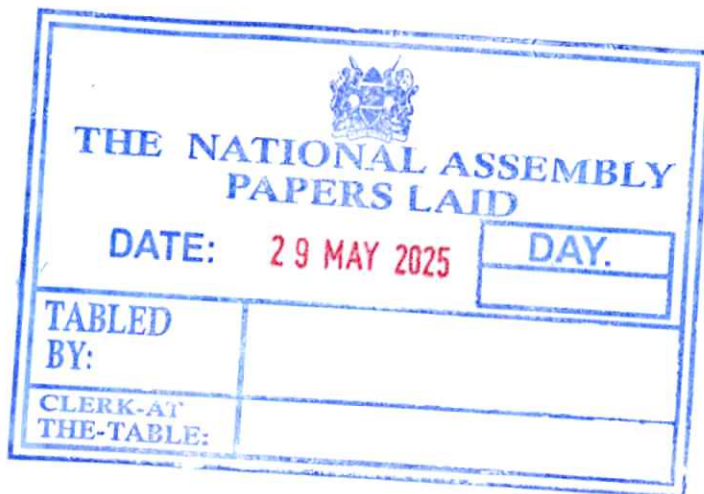 THE NATIONAL ASSEMBLY
PAPERS LAID
DATE: 29 MAY 2025 DAY.
TABLED
BY:
CLERK-AT
THE-TABLE: